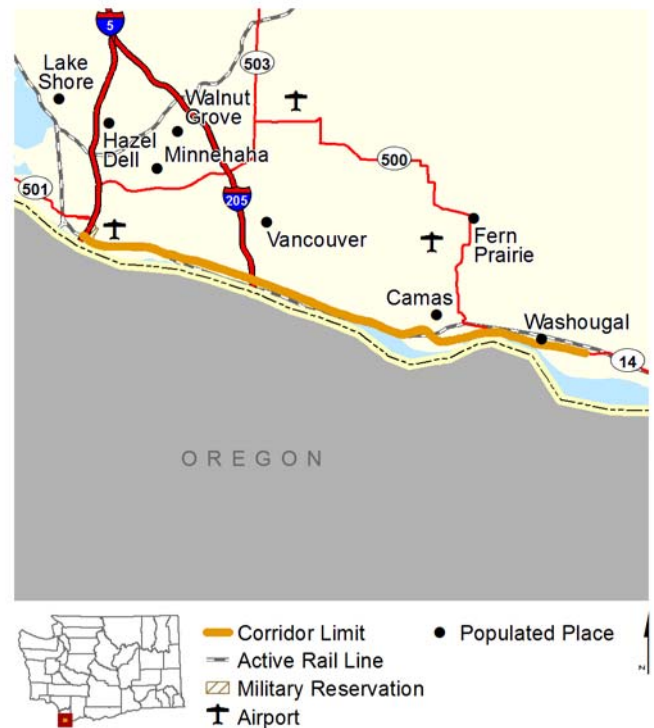 5
503
Lake
Shore
Walnut
Grove
Hazel
Dell
Minnehaha
500
501
205
Vancouver
Fern
Prairie
Camas
Washougal
14
OREGON
Corridor Limit
Populated Place
Active Rail Line
Military Reservation
Airport
N